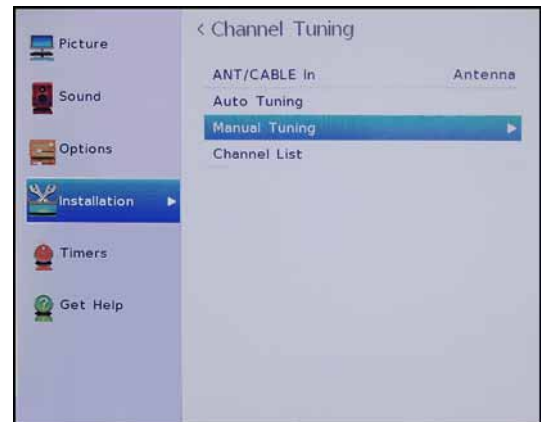 Picture
Sound
Options
Installation
Timers
Get Help
< Channel Tuning
ANT/CABLE In Antenna
Auto Tuning
Manual Tuning
Channel List